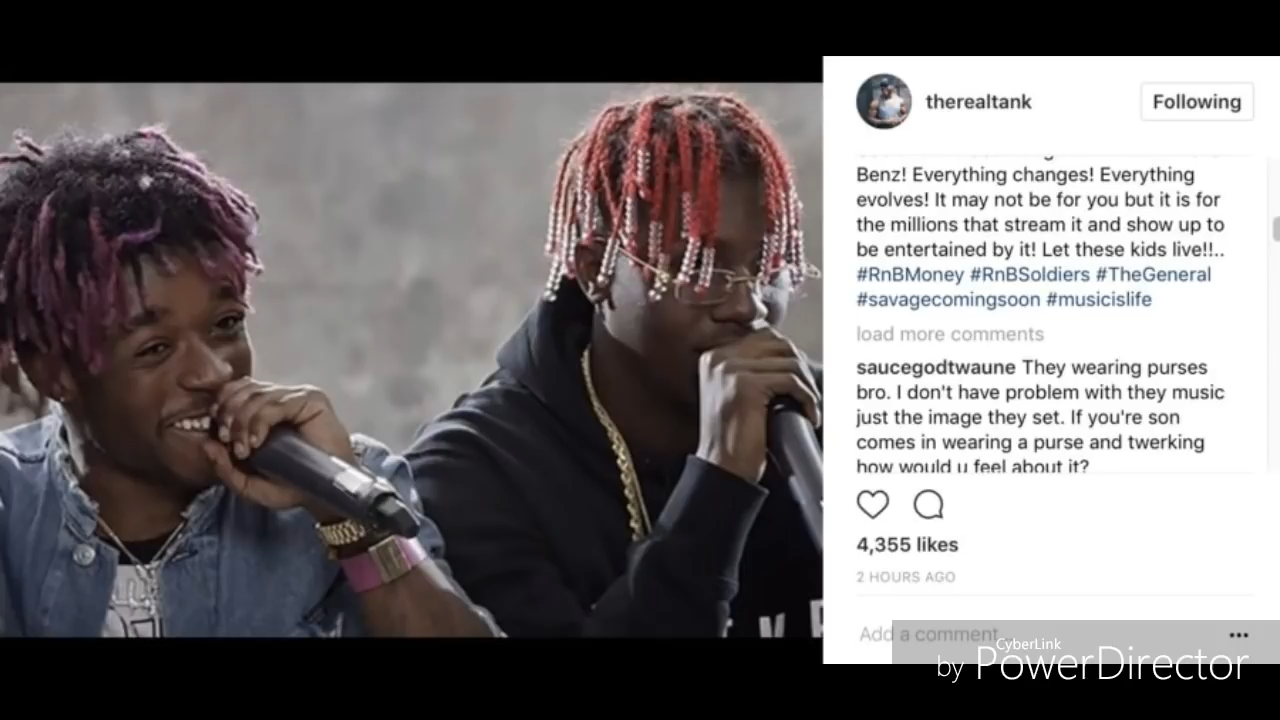 therealtank
Following
Benz! Everything changes! Everything
evolves! It may not be for you but it is for
the millions that stream it and show up to
be entertained by it! Let these kids live!!..
#RnBMoney #RnBSoldiers #TheGeneral
#savagecomingsoon #musicislife
load more comments
saucegodtwaune They wearing purses
bro. I don't have problem with they music
just the image they set. If you're son
comes in wearing a purse and twerking
how would u feel about it?
4,355 likes
2 HOURS AGO
Add a comment...
CyberLink
by PowerDirector